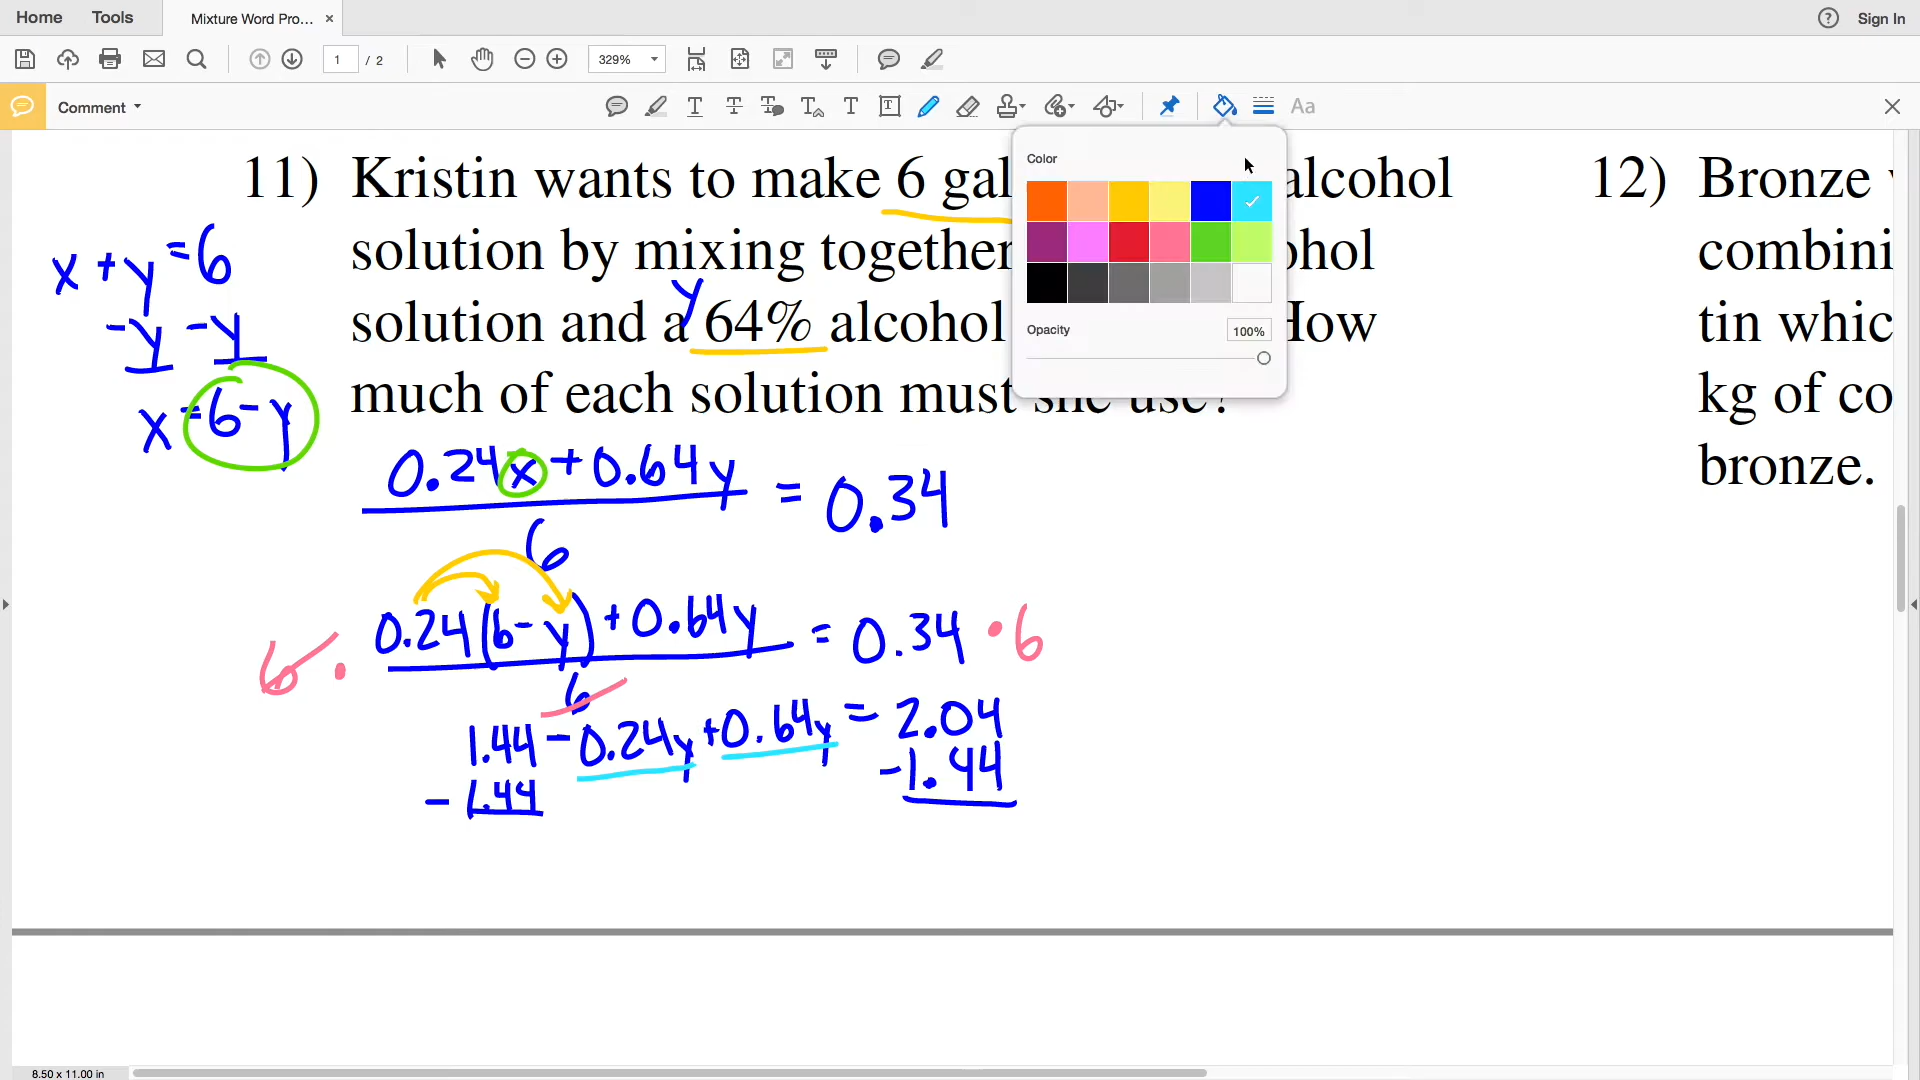 Home Tools Mixture Word Pro... × ? Sign In
1 / 2 329%
Comment T T T T T T Aa
11) Kristin wants to make 6 gal alcohol
solution by mixing together ohol
solution and a 64% alcohol How
much of each solution must she use?
12) Bronze
combini
tin whic
kg of co
bronze.
Color
Opacity 100%
x + y = 6
-y -y
x = 6 - y
y
0.24x + 0.64y = 0.34
6
6 · 0.24(6 - y) + 0.64y = 0.34 · 6
6
1.44 - 0.24y + 0.64y = 2.04
- 1.44 - 1.44
8.50 x 11.00 in